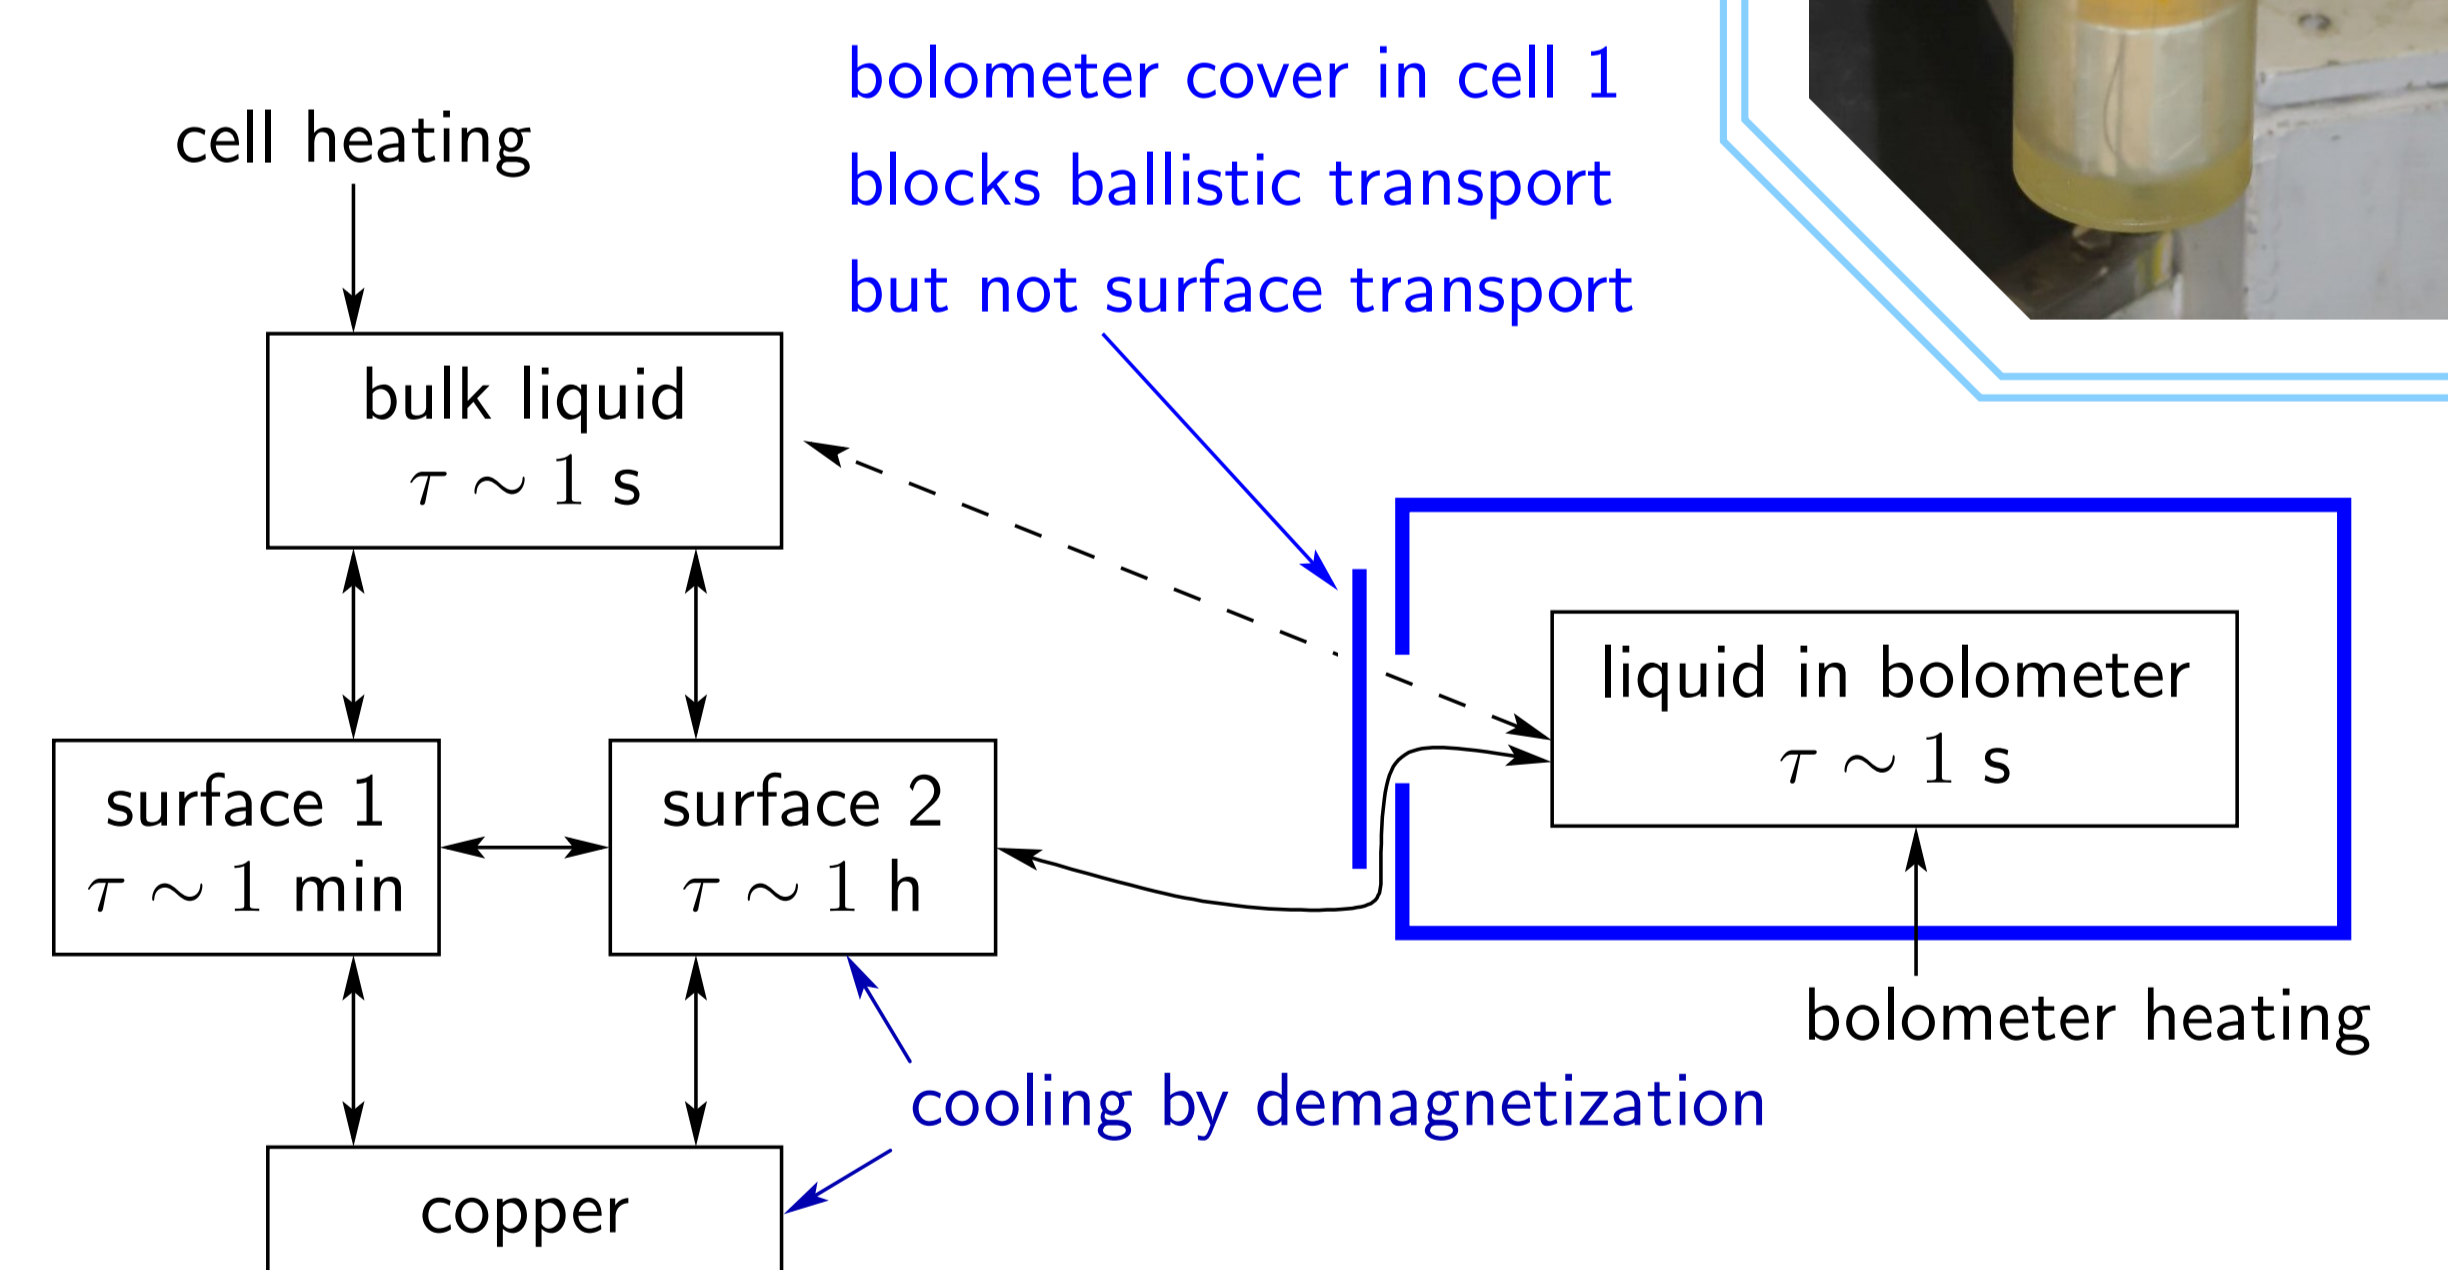 bolometer cover in cell 1
blocks ballistic transport
but not surface transport
cell heating
bulk liquid
τ ∼ 1 s
liquid in bolometer
τ ∼ 1 s
surface 1
τ ∼ 1 min
surface 2
τ ∼ 1 h
bolometer heating
cooling by demagnetization
copper